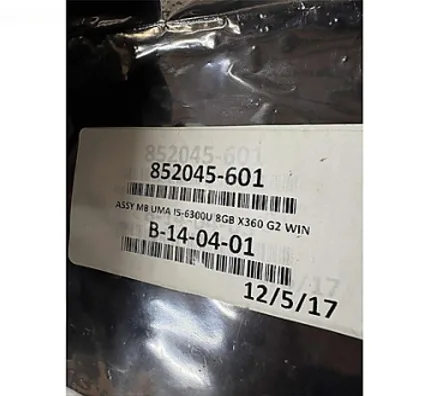 852045-601
852045-601
ASSY MB UMA I5-6300U 8GB X360 G2 WIN
B-14-04-01
12/5/17